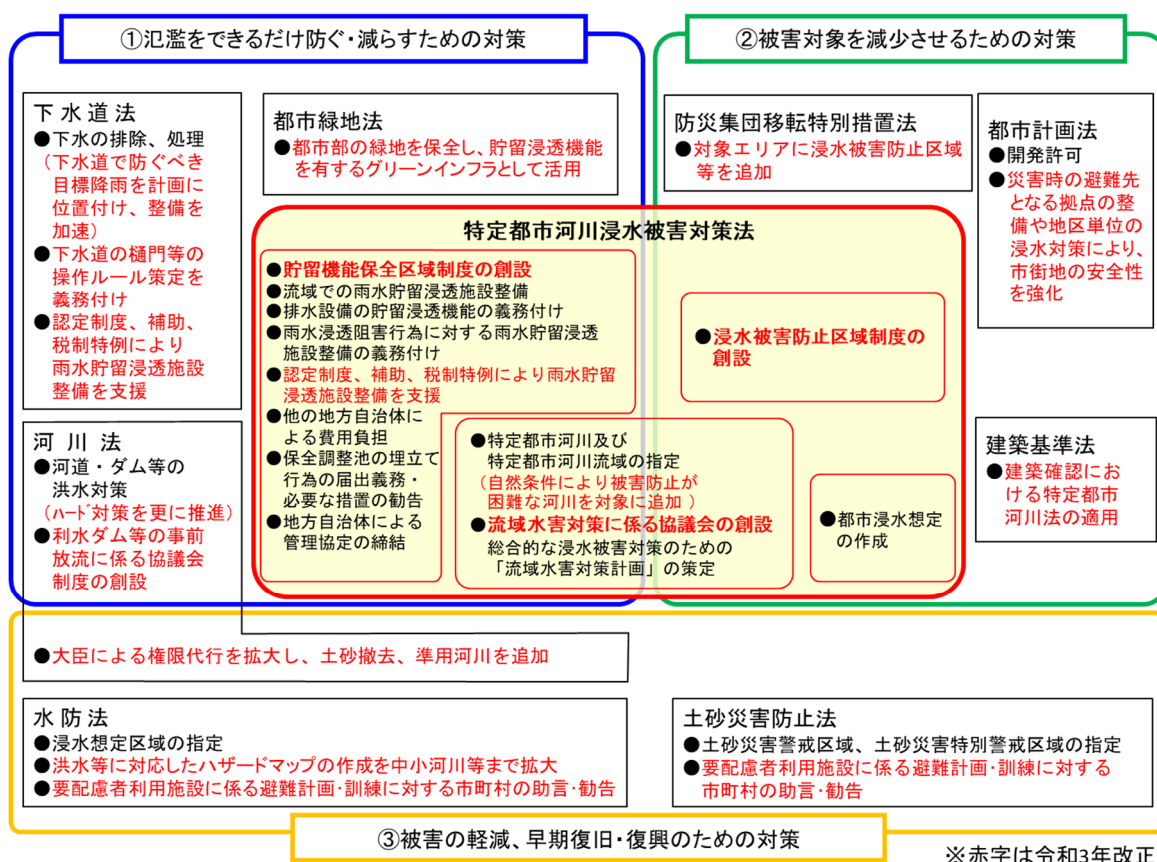 ①氾濫をできるだけ防ぐ・減らすための対策
②被害対象を減少させるための対策
下水道法
●下水の排除、処理
（下水道で防ぐべき
目標降雨を計画に
位置付け、整備を
加速）
●下水道の樋門等の
操作ルール策定を
義務付け
●認定制度、補助、
税制特例により
雨水貯留浸透施設
整備を支援
都市緑地法
●都市部の緑地を保全し、貯留浸透機能
を有するグリーンインフラとして活用
防災集団移転特別措置法
●対象エリアに浸水被害防止区域
等を追加
都市計画法
●開発許可
●災害時の避難先
となる拠点の整
備や地区単位の
浸水対策により、
市街地の安全性
を強化
特定都市河川浸水被害対策法
●貯留機能保全区域制度の創設
●流域での雨水貯留浸透施設整備
●排水設備の貯留浸透機能の義務付け
●雨水浸透阻害行為に対する雨水貯留浸透
施設整備の義務付け
●認定制度、補助、税制特例により雨水貯留
浸透施設整備を支援
●他の地方自治体に
よる費用負担
●保全調整池の埋立て
行為の届出義務・
必要な措置の勧告
●地方自治体による
管理協定の締結
●浸水被害防止区域制度の
創設
●特定都市河川及び
特定都市河川流域の指定
（自然条件により被害防止が
困難な河川を対象に追加 ）
●流域水害対策に係る協議会の創設
総合的な浸水被害対策のための
「流域水害対策計画」の策定
●都市浸水想定
の作成
河川法
●河道・ダム等の
洪水対策
（ハード対策を更に推進）
●利水ダム等の事前
放流に係る協議会
制度の創設
建築基準法
●建築確認にお
ける特定都市
河川法の適用
●大臣による権限代行を拡大し、土砂撤去、準用河川を追加
水防法
●浸水想定区域の指定
●洪水等に対応したハザードマップの作成を中小河川等まで拡大
●要配慮者利用施設に係る避難計画・訓練に対する市町村の助言・勧告
土砂災害防止法
●土砂災害警戒区域、土砂災害特別警戒区域の指定
●要配慮者利用施設に係る避難計画・訓練に対する
市町村の助言・勧告
③被害の軽減、早期復旧・復興のための対策
※赤字は令和3年改正